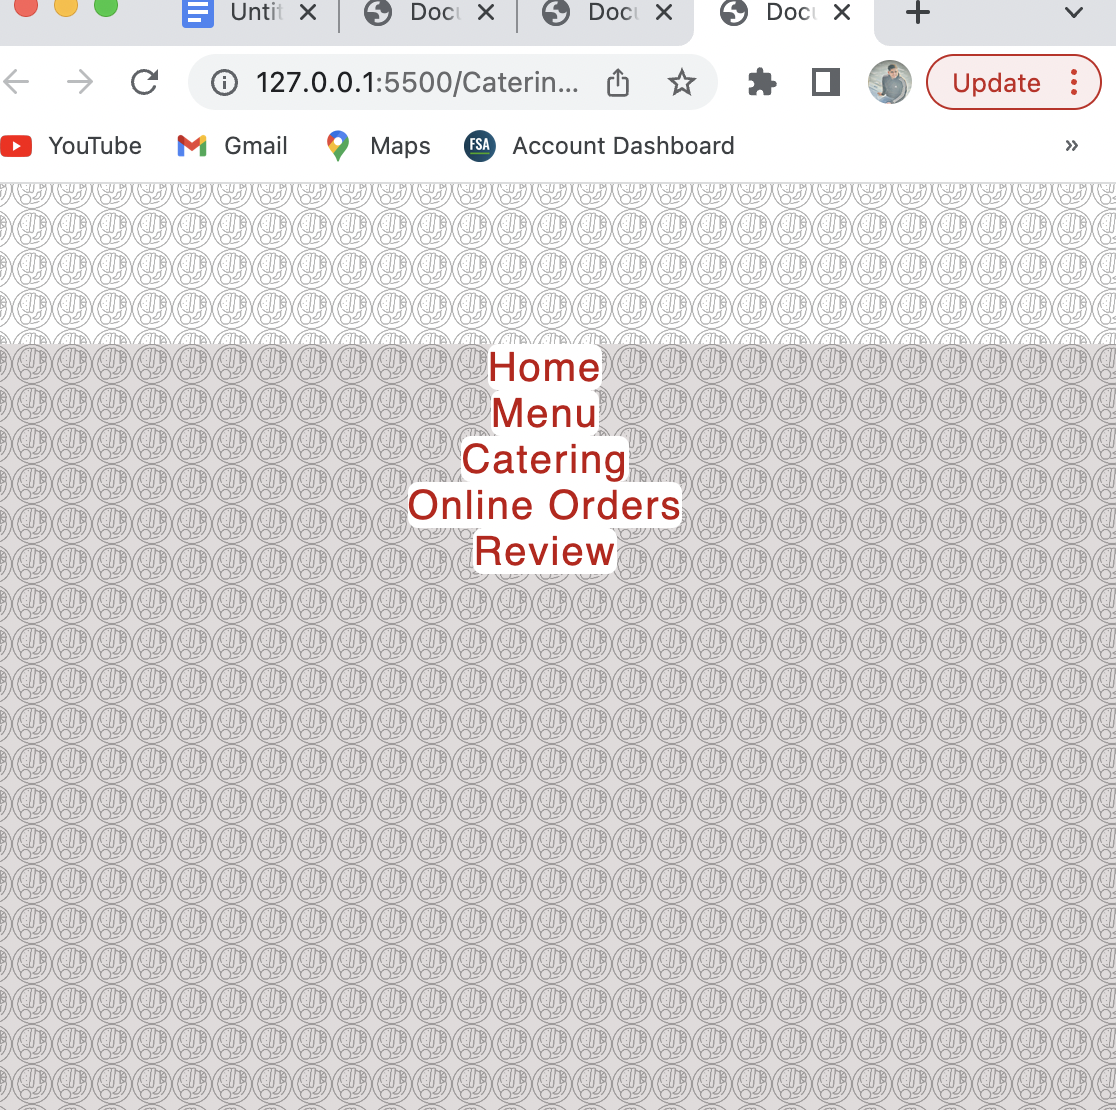 Untit
Docu
Docu
Docu
127.0.0.1:5500/Caterin...
Update
YouTube
Gmail
Maps
FSA
Account Dashboard
»
Home
Menu
Catering
Online Orders
Review